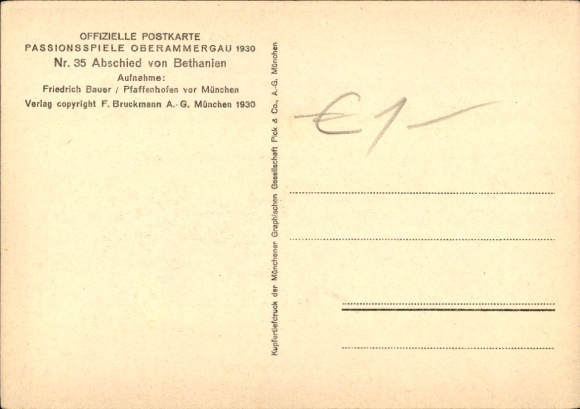 OFFIZIELLE POSTKARTE
PASSIONSSPIELE OBERAMMERGAU 1930
Nr. 35 Abschied von Bethanien
Aufnahme:
Friedrich Bauer / Pfaffenhofen vor München
Verlag copyright F. Bruckmann A.-G. München 1930
Kupfertiefdruck der Münchener Graphischen Gesellschaft Pick & Co., A.-G. München
€ 1,-